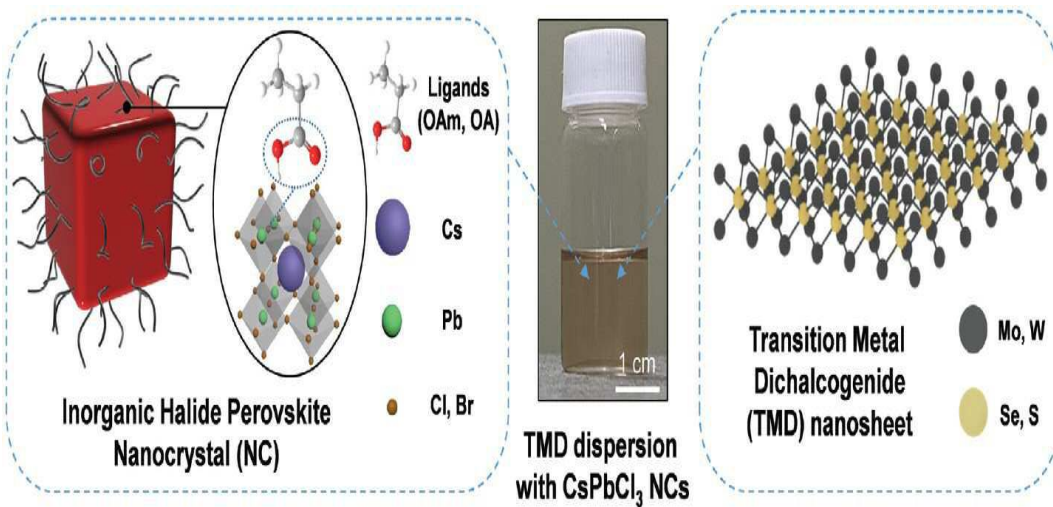 Ligands
(OAm, OA)
Cs
Pb
Cl, Br
Inorganic Halide Perovskite
Nanocrystal (NC)
1 cm
TMD dispersion
with CsPbCl₃ NCs
Transition Metal
Dichalcogenide
(TMD) nanosheet
Mo, W
Se, S